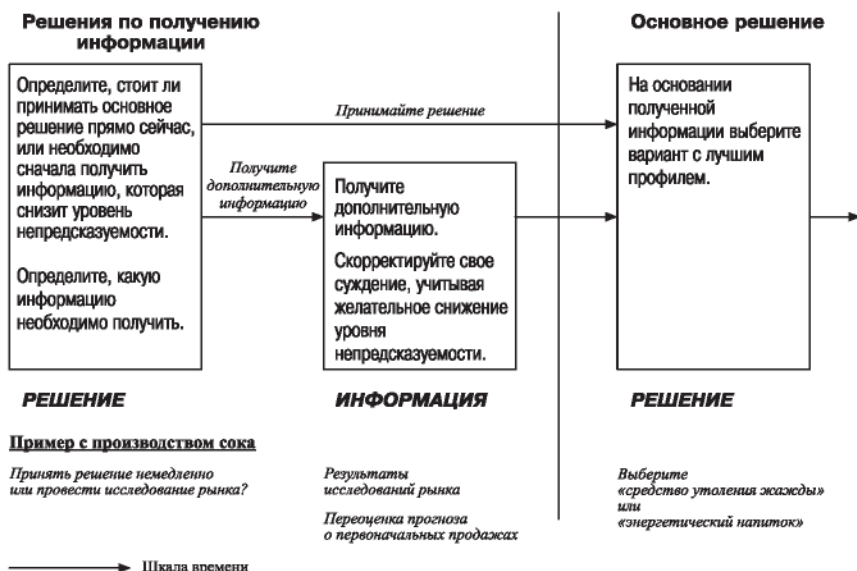 Решения по получению
информации
Основное решение
Определите, стоит ли
принимать основное
решение прямо сейчас,
или необходимо
сначала получить
информацию, которая
снизит уровень
непредсказуемости.
Определите, какую
информацию
необходимо получить.
Принимайте решение
Получите
дополнительную
информацию
Получите
дополнительную
информацию.
Скорректируйте свое
суждение, учитывая
желательное снижение
уровня
непредсказуемости.
На основании
полученной
информации выберите
вариант с лучшим
профилем.
РЕШЕНИЕ
ИНФОРМАЦИЯ
РЕШЕНИЕ
Пример с производством сока
Принять решение немедленно
или провести исследование рынка?
Результаты
исследований рынка
Переоценка прогноза
о первоначальных продажах
Выберите
«средство утоления жажды»
или
«энергетический напиток»
Шкала времени